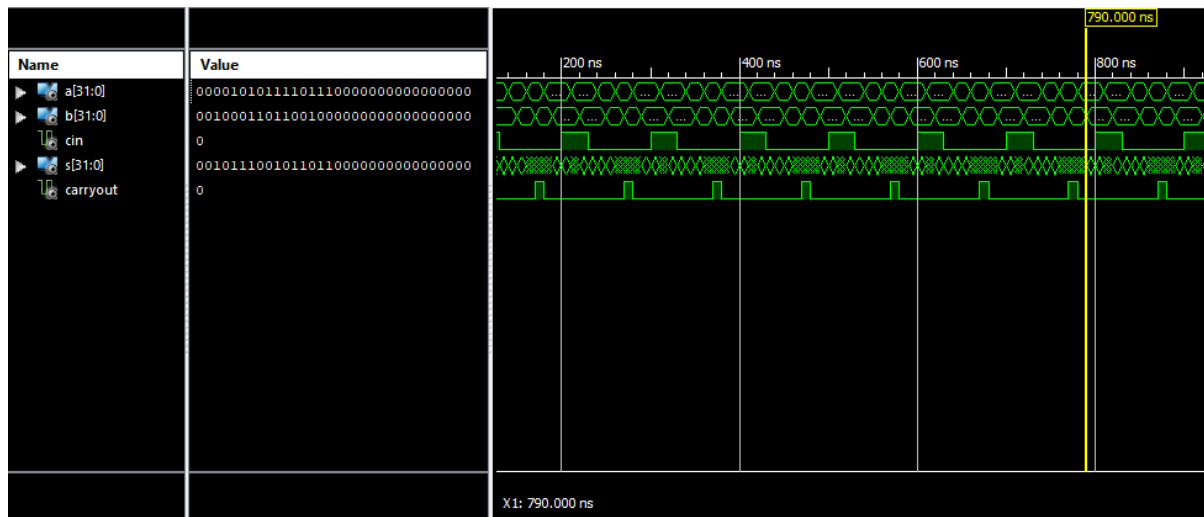 790.000 ns
Name Value
200 ns 400 ns 600 ns 800 ns
a[31:0] 00001010111101110000000000000000
b[31:0] 00100011011001000000000000000000
cin 0
s[31:0] 00101110010110110000000000000000
carryout 0
X1: 790.000 ns